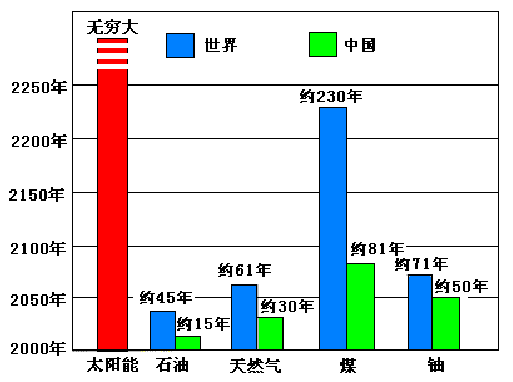 无穷大
世界
中国
2250年
2200年
2150年
2100年
2050年
2000年
约45年
约15年
约61年
约30年
约230年
约81年
约71年
约50年
太阳能
石油
天然气
煤
铀